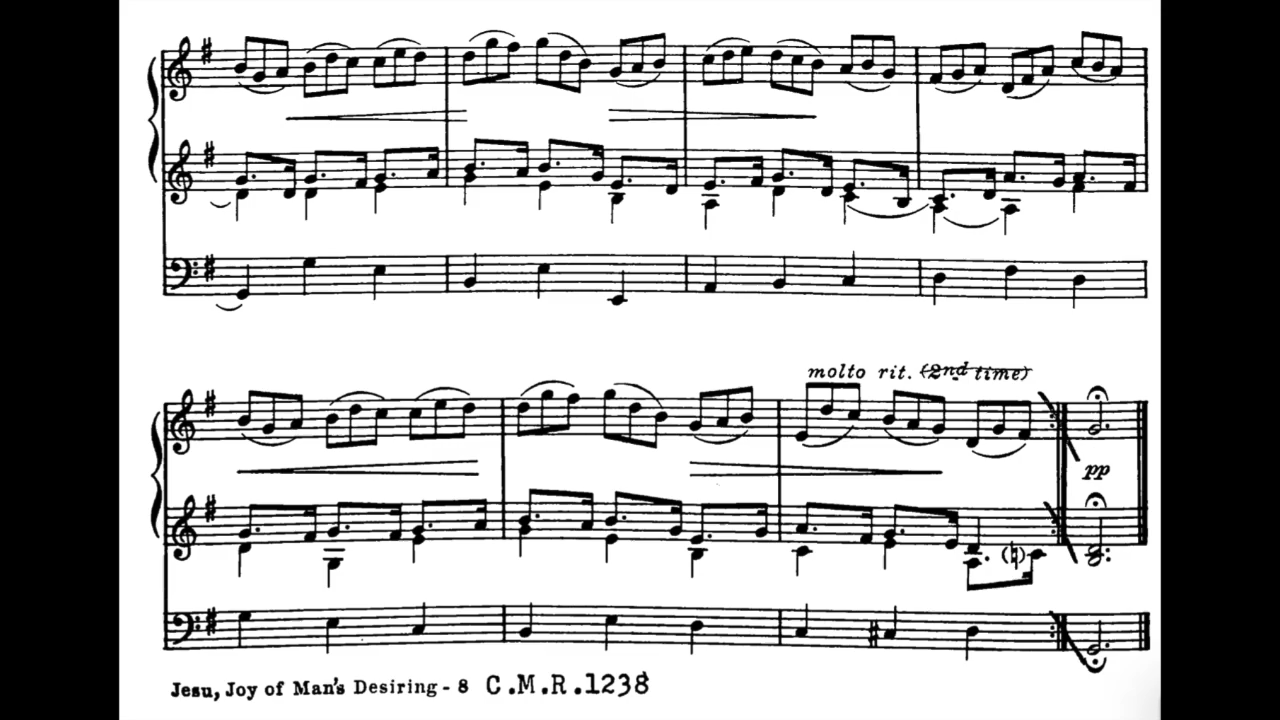 molto rit. (2nd time)
pp
Jesu, Joy of Man's Desiring - 8 C.M.R.1238